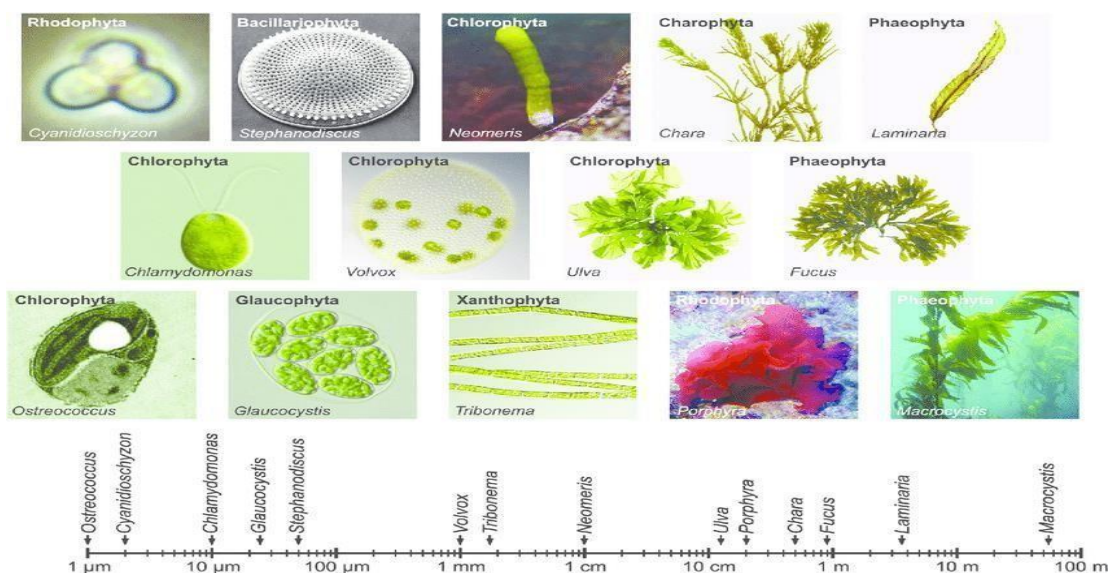 Rhodophyta
Cyanidioschyzon
Bacillariophyta
Stephanodiscus
Chlorophyta
Neomeris
Charophyta
Chara
Phaeophyta
Laminaria
Chlorophyta
Chlamydomonas
Chlorophyta
Volvox
Chlorophyta
Ulva
Phaeophyta
Fucus
Chlorophyta
Ostreococcus
Glaucophyta
Glaucocystis
Xanthophyta
Tribonema
Rhodophyta
Porphyra
Phaeophyta
Macrocystis
Ostreococcus
Cyanidioschyzon
Chlamydomonas
Glaucocystis
Stephanodiscus
Volvox
Tribonema
Neomeris
Ulva
Porphyra
Chara
Fucus
Laminaria
Macrocystis
1 µm 10 µm 100 µm 1 mm 1 cm 10 cm 1 m 10 m 100 m